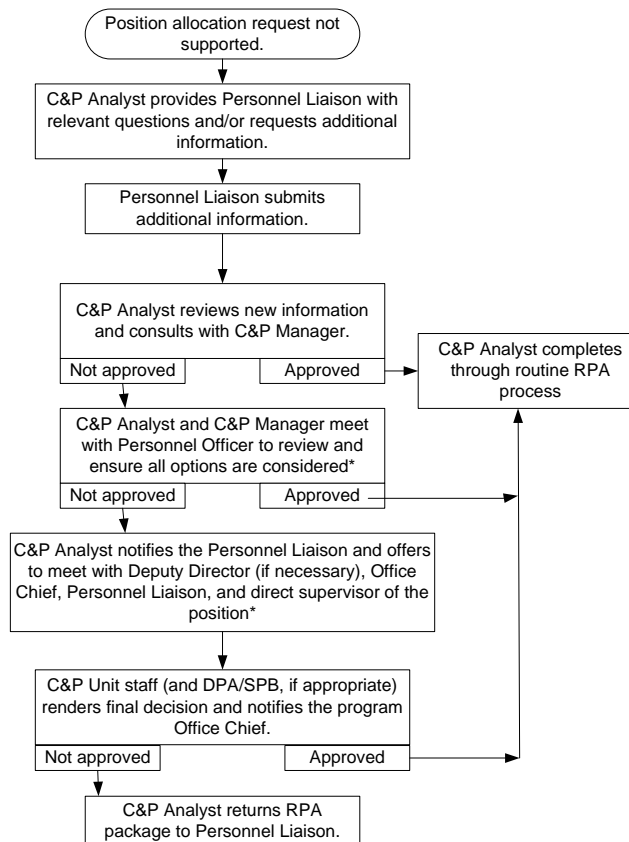 Position allocation request not
supported.
C&P Analyst provides Personnel Liaison with
relevant questions and/or requests additional
information.
Personnel Liaison submits
additional information.
C&P Analyst reviews new information
and consults with C&P Manager.
Not approved
Approved
C&P Analyst completes
through routine RPA
process
C&P Analyst and C&P Manager meet
with Personnel Officer to review and
ensure all options are considered*
Not approved
Approved
C&P Analyst notifies the Personnel Liaison and offers
to meet with Deputy Director (if necessary), Office
Chief, Personnel Liaison, and direct supervisor of the
position*
C&P Unit staff (and DPA/SPB, if appropriate)
renders final decision and notifies the program
Office Chief.
Not approved
Approved
C&P Analyst returns RPA
package to Personnel Liaison.